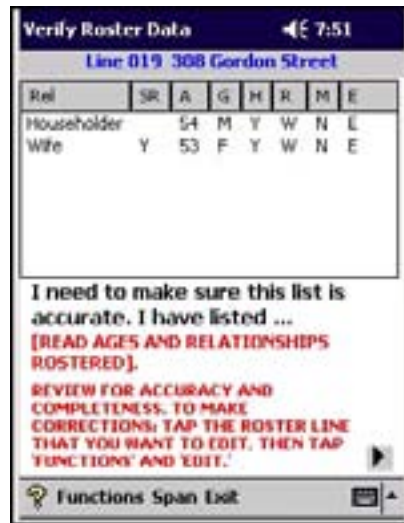 Verify Roster Data 7:51
Line 019 308 Gordon Street
Rel SR A G H R M E
Householder 54 M Y W N E
Wife Y 53 F Y W N E
I need to make sure this list is
accurate. I have listed ...
[READ AGES AND RELATIONSHIPS
ROSTERED].
REVIEW FOR ACCURACY AND
COMPLETENESS. TO MAKE
CORRECTIONS: TAP THE ROSTER LINE
THAT YOU WANT TO EDIT, THEN TAP
'FUNCTIONS' AND 'EDIT.'
Functions Span Exit